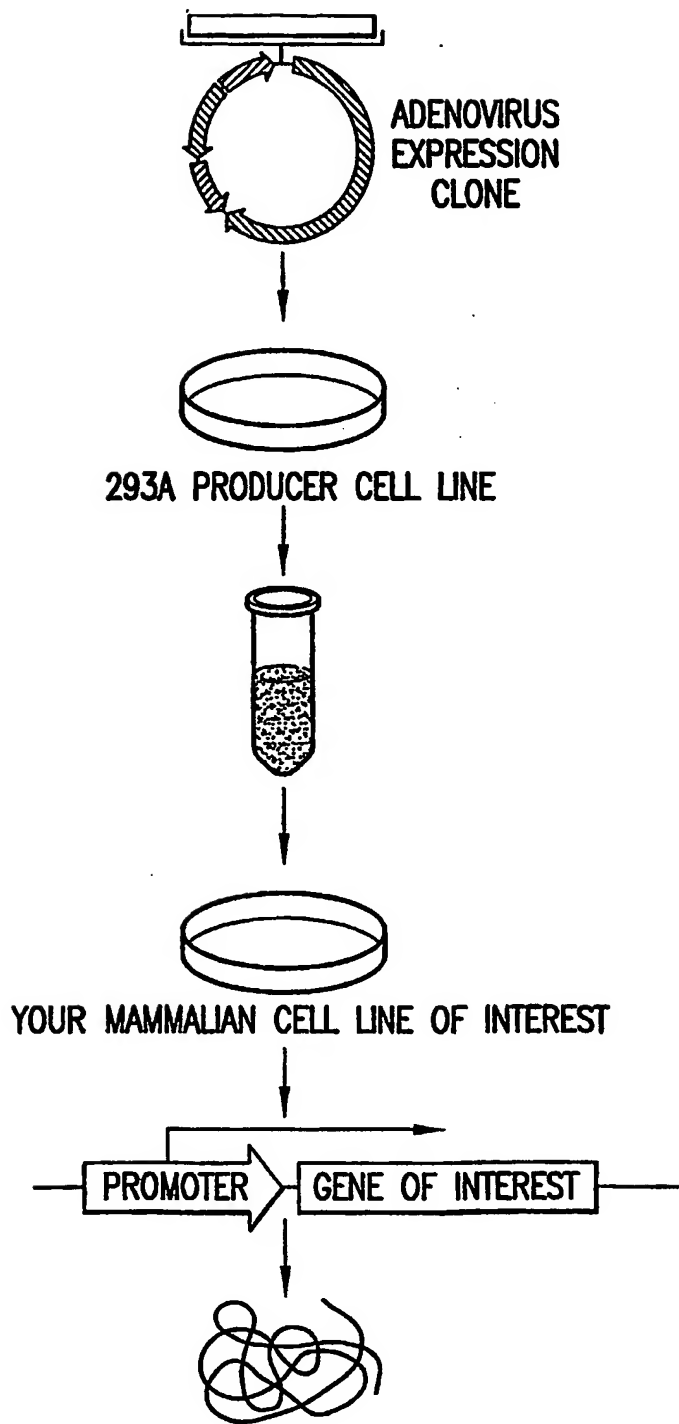 ADENOVIRUS
EXPRESSION
CLONE
293A PRODUCER CELL LINE
YOUR MAMMALIAN CELL LINE OF INTEREST
PROMOTER
GENE OF INTEREST